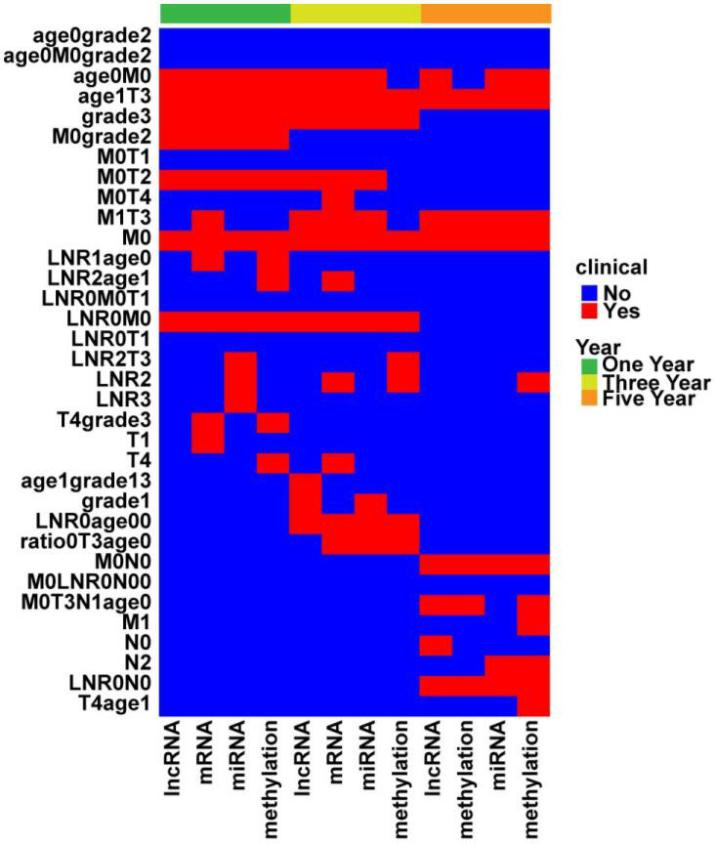 age0grade2
age0M0grade2
age0M0
age1T3
grade3
M0grade2
M0T1
M0T2
M0T4
M1T3
M0
LNR1age0
LNR2age1
LNR0M0T1
LNR0M0
LNR0T1
LNR2T3
LNR2
LNR3
T4grade3
T1
T4
age1grade13
grade1
LNR0age00
ratio0T3age0
M0N0
M0LNR0N00
M0T3N1age0
M1
N0
N2
LNR0N0
T4age1
clinical
No
Yes
Year
One Year
Three Year
Five Year
lncRNA
mRNA
miRNA
methylation
lncRNA
mRNA
miRNA
methylation
lncRNA
methylation
miRNA
methylation